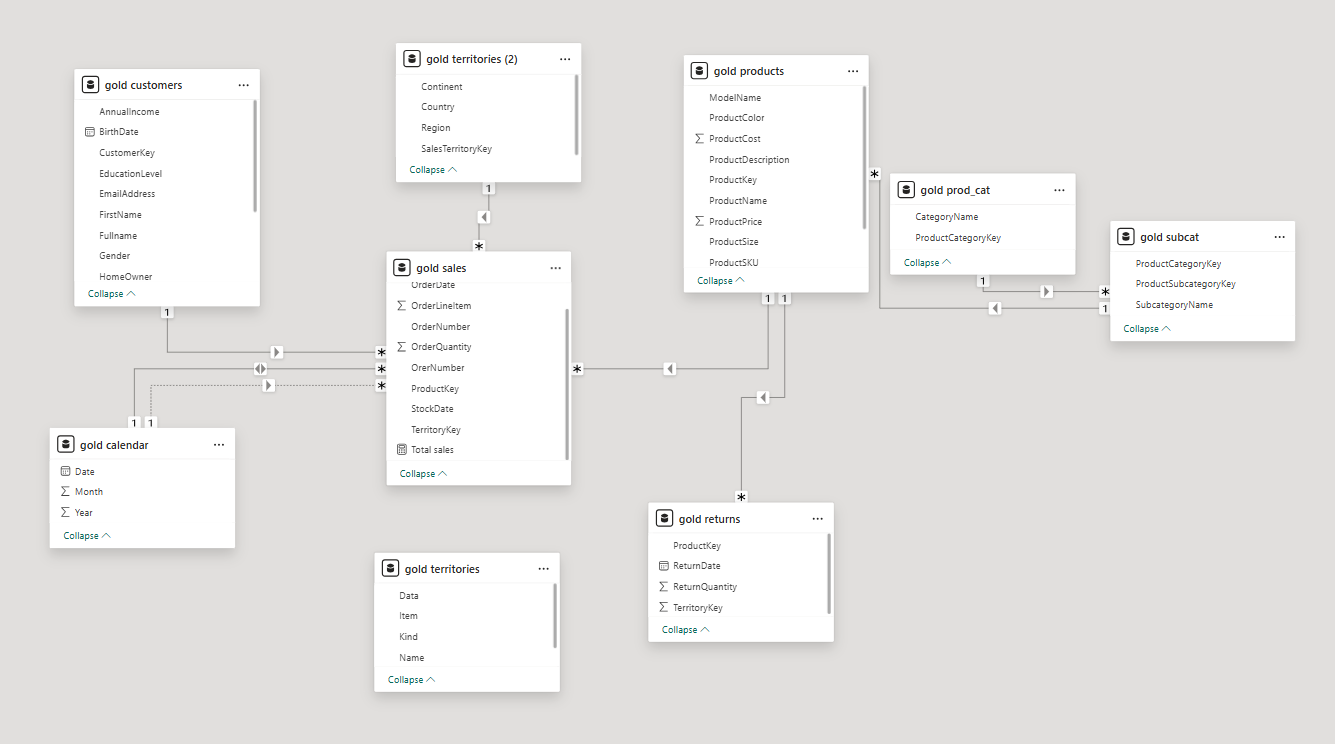 gold customers
AnnualIncome
BirthDate
CustomerKey
EducationLevel
EmailAddress
FirstName
Fullname
Gender
HomeOwner
Collapse
gold territories (2)
Continent
Country
Region
SalesTerritoryKey
Collapse
gold products
ModelName
ProductColor
ProductCost
ProductDescription
ProductKey
ProductName
ProductPrice
ProductSize
ProductSKU
Collapse
gold prod_cat
CategoryName
ProductCategoryKey
Collapse
gold subcat
ProductCategoryKey
ProductSubcategoryKey
SubcategoryName
Collapse
gold sales
OrderDate
OrderLineItem
OrderNumber
OrderQuantity
OrerNumber
ProductKey
StockDate
TerritoryKey
Total sales
Collapse
gold calendar
Date
Month
Year
Collapse
gold territories
Data
Item
Kind
Name
Collapse
gold returns
ProductKey
ReturnDate
ReturnQuantity
TerritoryKey
Collapse
1
*
1
*
*
*
1
1
1
1
*
*
*
1
*
1